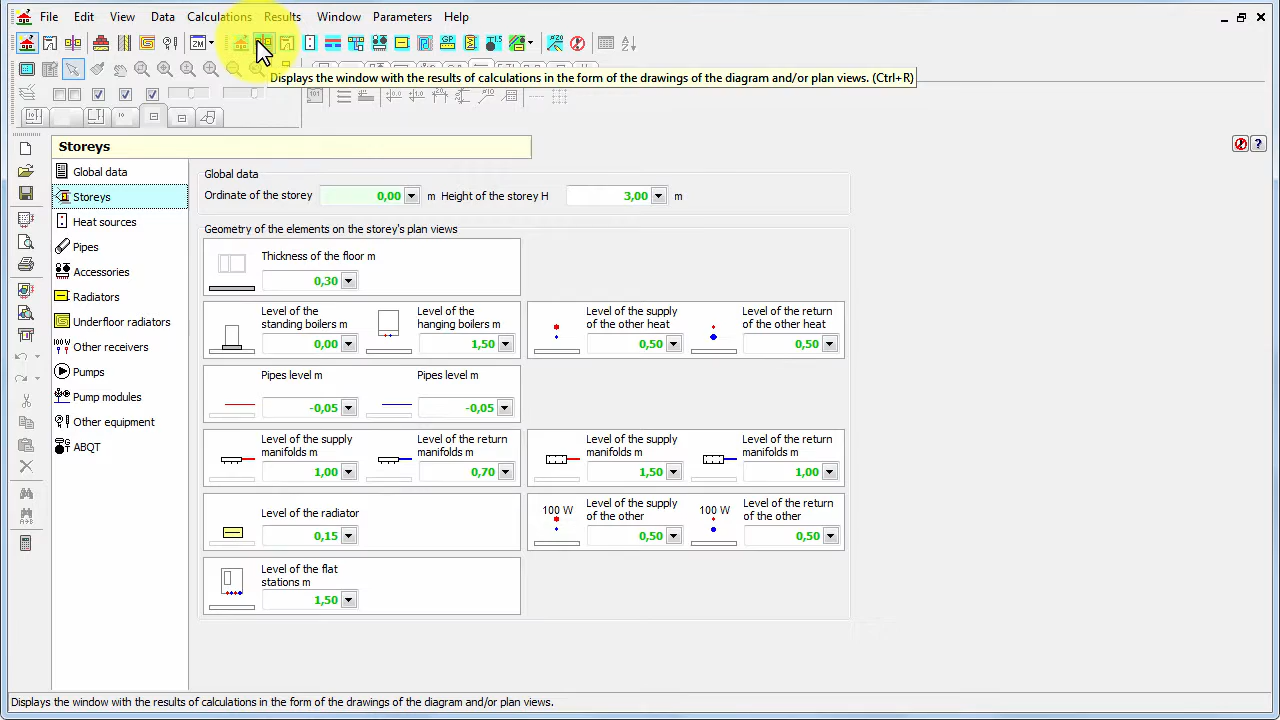 File Edit View Data Calculations Results Window Parameters Help
Displays the window with the results of calculations in the form of the drawings of the diagram and/or plan views. (Ctrl+R)
Storeys
Global data
Storeys
Heat sources
Pipes
Accessories
Radiators
Underfloor radiators
Other receivers
Pumps
Pump modules
Other equipment
ABQT
Global data
Ordinate of the storey 0,00 m Height of the storey H 3,00 m
Geometry of the elements on the storey's plan views
Thickness of the floor m
0,30
Level of the standing boilers m
0,00
Level of the hanging boilers m
1,50
Level of the supply of the other heat
0,50
Level of the return of the other heat
0,50
Pipes level m
-0,05
Pipes level m
-0,05
Level of the supply manifolds m
1,00
Level of the return manifolds m
0,70
Level of the supply manifolds m
1,50
Level of the return manifolds m
1,00
Level of the radiator
0,15
100 W
Level of the supply of the other
0,50
100 W
Level of the return of the other
0,50
Level of the flat stations m
1,50
Displays the window with the results of calculations in the form of the drawings of the diagram and/or plan views.